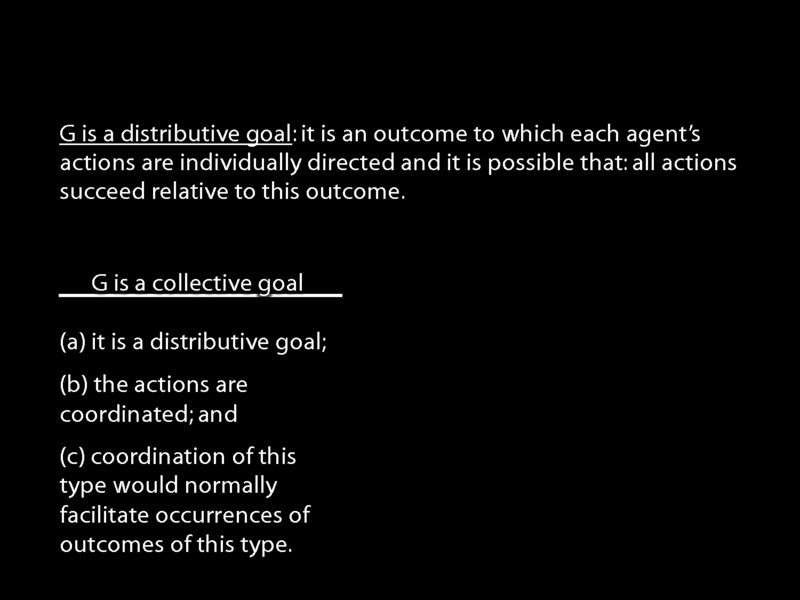 G is a distributive goal: it is an outcome to which each agent’s
actions are individually directed and it is possible that: all actions
succeed relative to this outcome.
G is a collective goal
(a) it is a distributive goal;
(b) the actions are
coordinated; and
(c) coordination of this
type would normally
facilitate occurrences of
outcomes of this type.